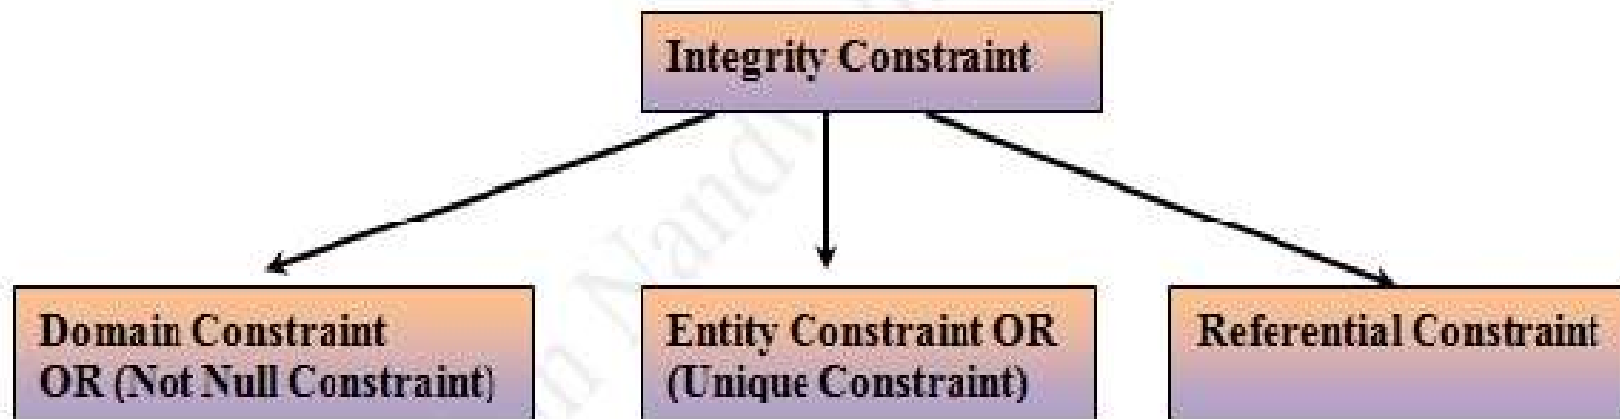 Integrity Constraint
Domain Constraint
OR (Not Null Constraint)
Entity Constraint OR
(Unique Constraint)
Referential Constraint